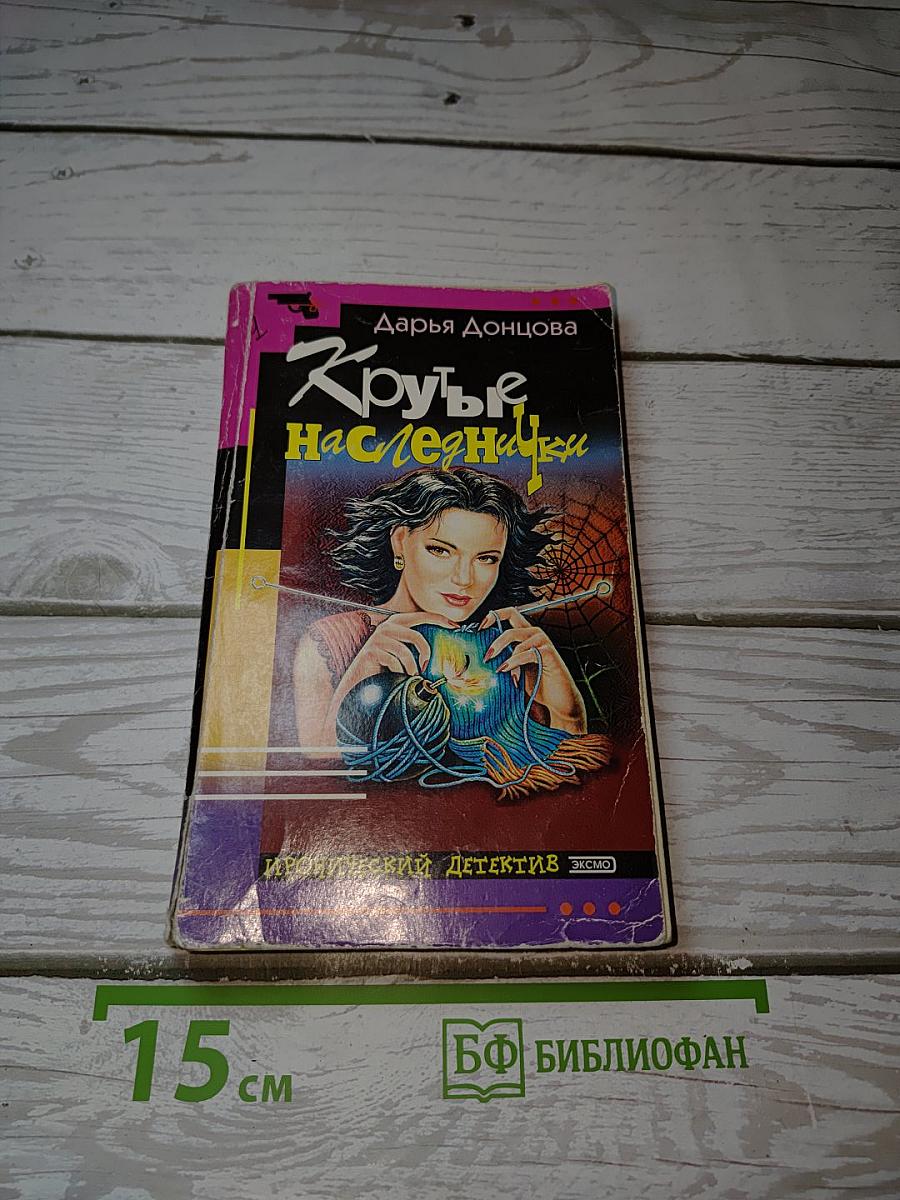 Дарья Донцова
Крутые
наследнички
ИРОНИЧЕСКИЙ ДЕТЕКТИВ ЭКСМО
15 см
БФ БИБЛИОФАН